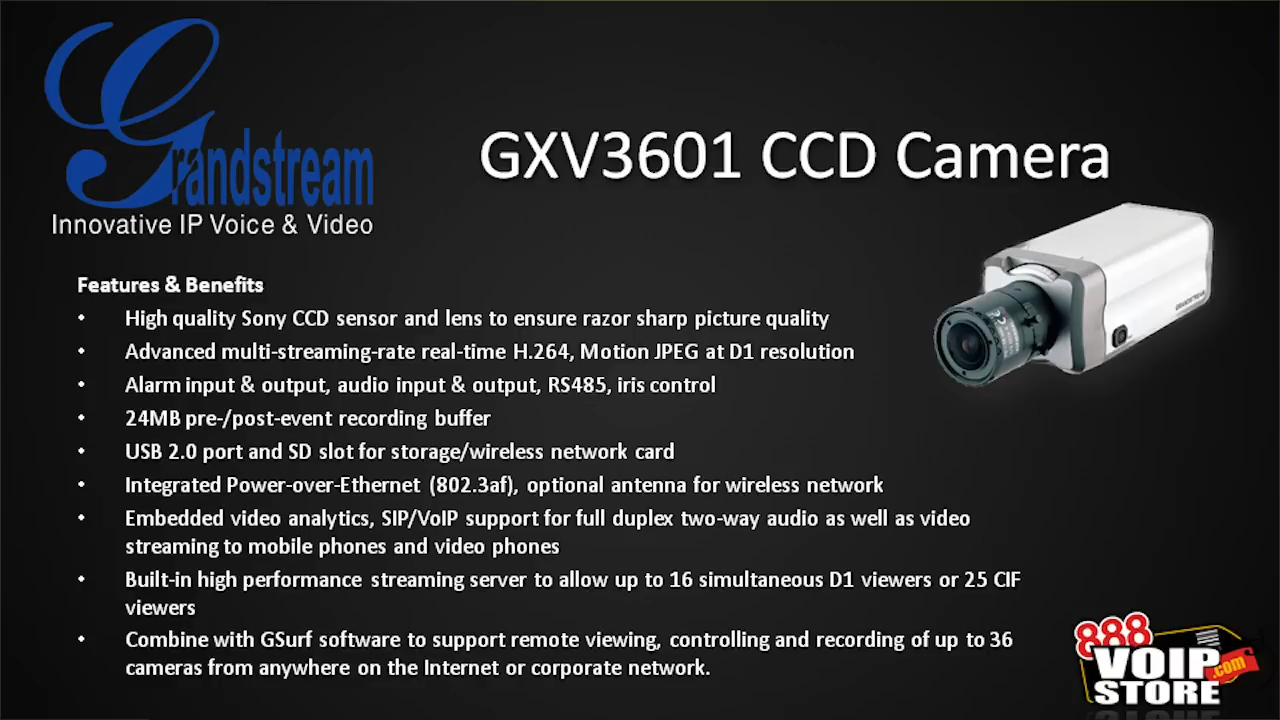 Grandstream
Innovative IP Voice & Video
GXV3601 CCD Camera
GRANDSTREAM
Features & Benefits
• High quality Sony CCD sensor and lens to ensure razor sharp picture quality
• Advanced multi-streaming-rate real-time H.264, Motion JPEG at D1 resolution
• Alarm input & output, audio input & output, RS485, iris control
• 24MB pre-/post-event recording buffer
• USB 2.0 port and SD slot for storage/wireless network card
• Integrated Power-over-Ethernet (802.3af), optional antenna for wireless network
• Embedded video analytics, SIP/VoIP support for full duplex two-way audio as well as video
streaming to mobile phones and video phones
• Built-in high performance streaming server to allow up to 16 simultaneous D1 viewers or 25 CIF
viewers
• Combine with GSurf software to support remote viewing, controlling and recording of up to 36
cameras from anywhere on the Internet or corporate network.
888
VOIP
.com
STORE